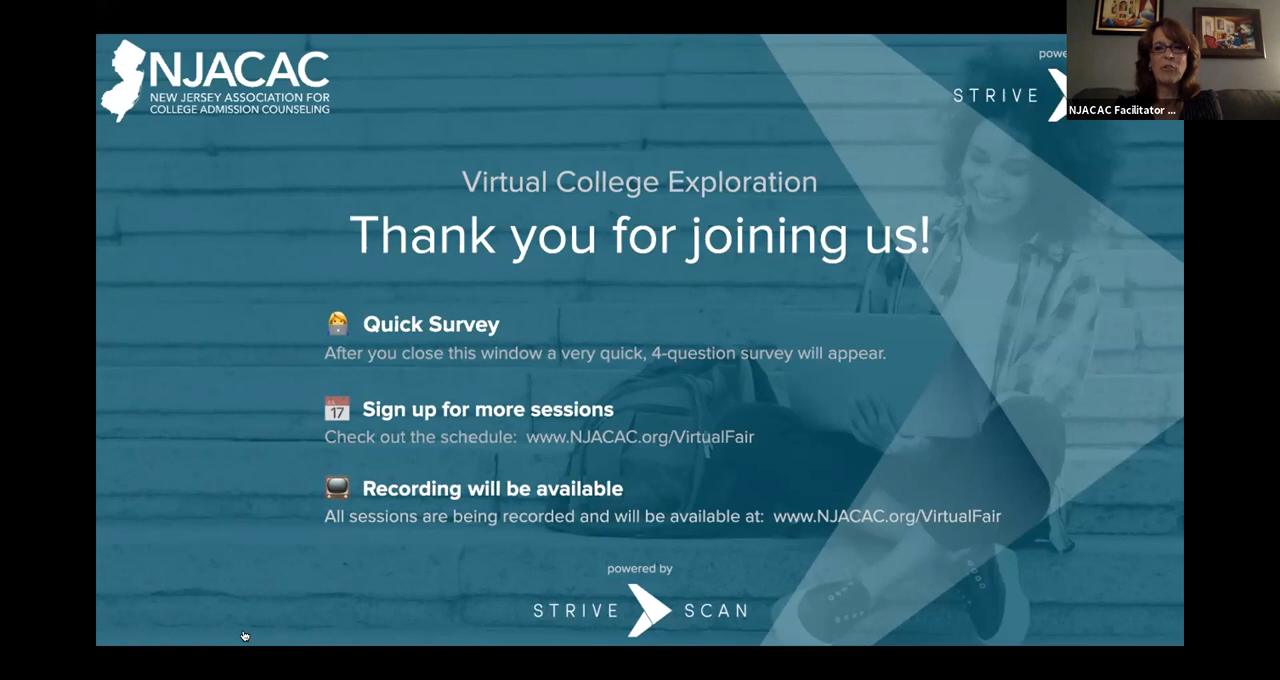 NJACAC
NEW JERSEY ASSOCIATION FOR
COLLEGE ADMISSION COUNSELING
STRIVE
NJACAC Facilitator ...
Virtual College Exploration
Thank you for joining us!
Quick Survey
After you close this window a very quick, 4-question survey will appear.
17
Sign up for more sessions
Check out the schedule: www.NJACAC.org/VirtualFair
Recording will be available
All sessions are being recorded and will be available at: www.NJACAC.org/VirtualFair
powered by
STRIVE SCAN